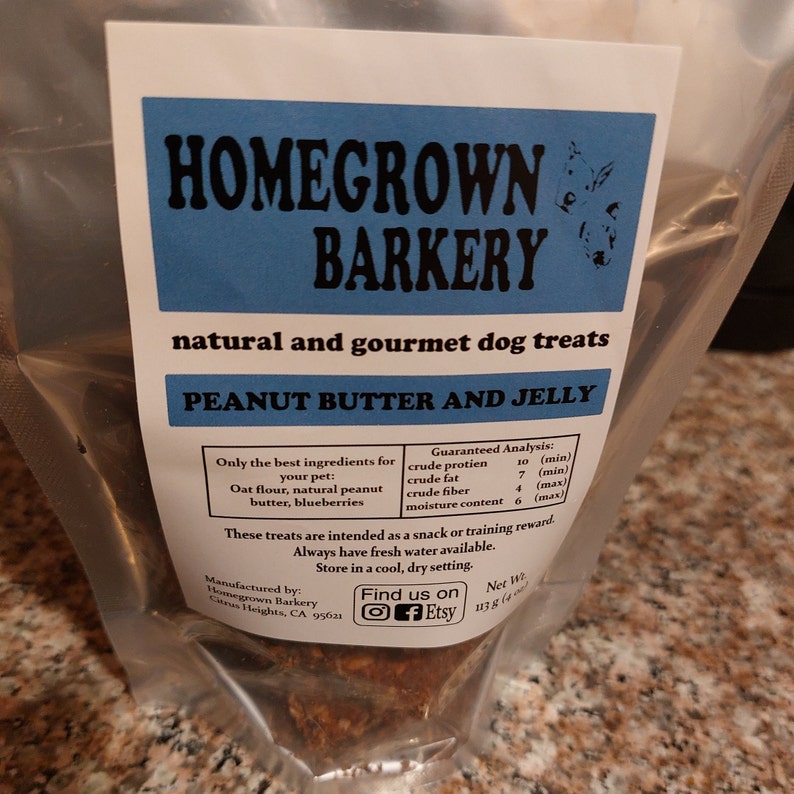 HOMEGROWN
BARKERY
natural and gourmet dog treats
PEANUT BUTTER AND JELLY
Only the best ingredients for
your pet:
Oat flour, natural peanut
butter, blueberries
Guaranteed Analysis:
crude protien 10 (min)
crude fat 7 (min)
crude fiber 4 (max)
moisture content 6 (max)
These treats are intended as a snack or training reward.
Always have fresh water available.
Store in a cool, dry setting.
Manufactured by:
Homegrown Barkery
Citrus Heights, CA 95621
Find us on
Etsy
Net Wt.
113 g (4 oz.)